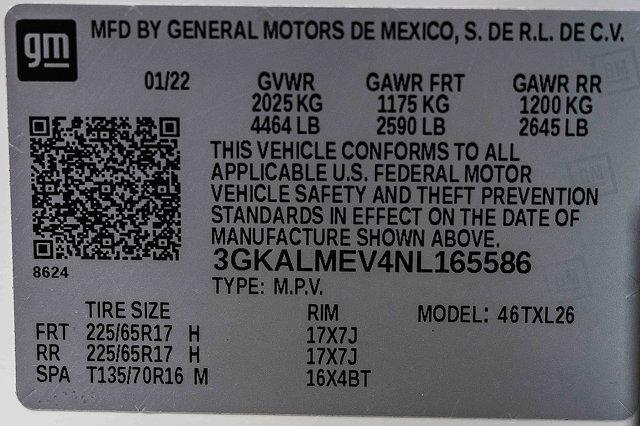 gm
MFD BY GENERAL MOTORS DE MEXICO, S. DE R.L. DE C.V.
01/22 GVWR GAWR FRT GAWR RR
2025 KG 1175 KG 1200 KG
4464 LB 2590 LB 2645 LB
THIS VEHICLE CONFORMS TO ALL
APPLICABLE U.S. FEDERAL MOTOR
VEHICLE SAFETY AND THEFT PREVENTION
STANDARDS IN EFFECT ON THE DATE OF
MANUFACTURE SHOWN ABOVE.
8624
3GKALMEV4NL165586
TYPE: M.P.V.
TIRE SIZE RIM MODEL: 46TXL26
FRT 225/65R17 H 17X7J
RR 225/65R17 H 17X7J
SPA T135/70R16 M 16X4BT